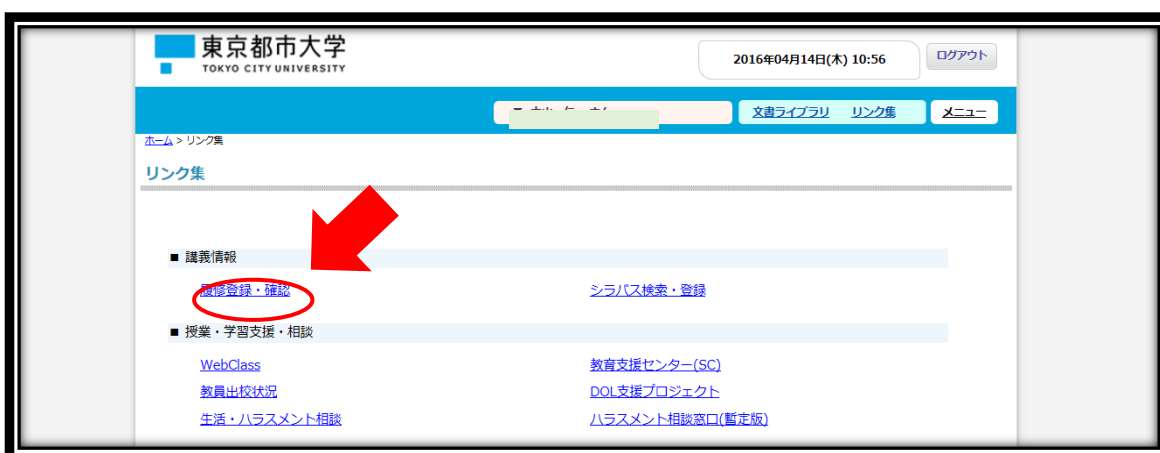 東京都市大学
TOKYO CITY UNIVERSITY
2016年04月14日(木) 10:56
ログアウト
文書ライブラリ リンク集 メニュー
ホーム > リンク集
リンク集
■ 講義情報
履修登録・確認 シラバス検索・登録
■ 授業・学習支援・相談
WebClass 教育支援センター(SC)
教員出校状況 DOL支援プロジェクト
生活・ハラスメント相談 ハラスメント相談窓口(暫定版)